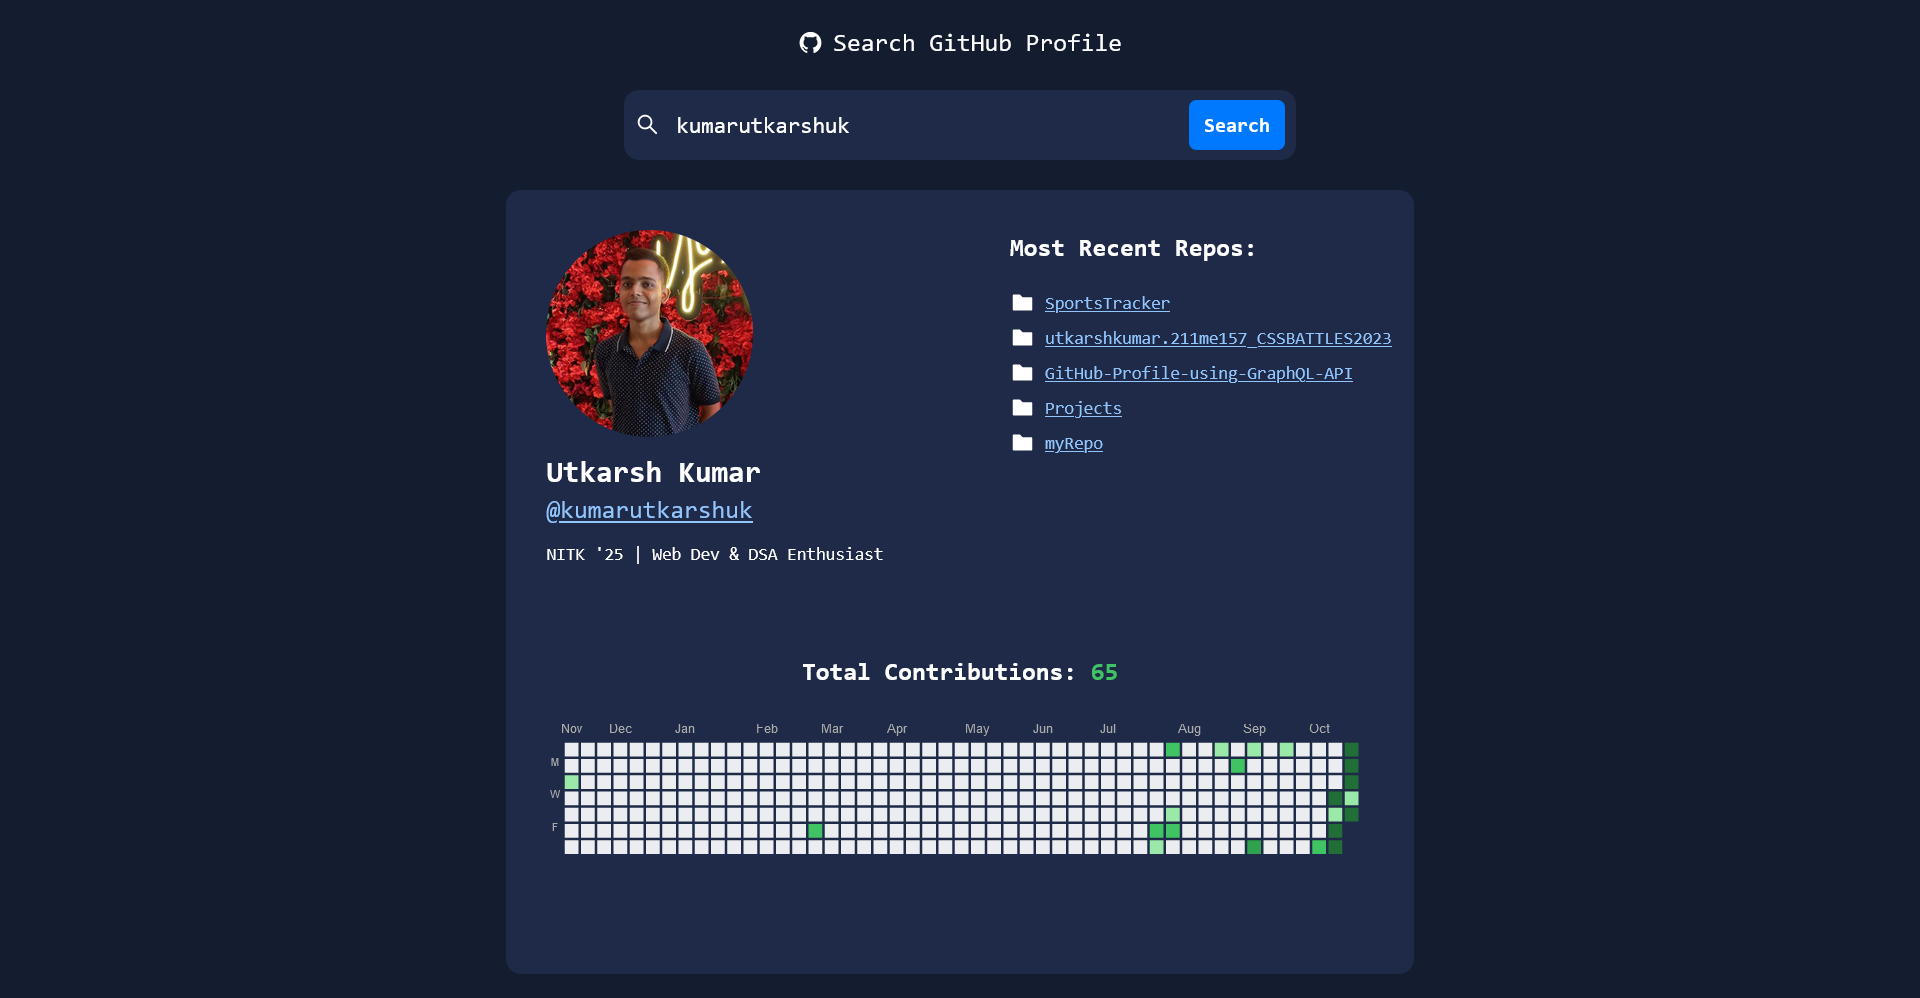 Search GitHub Profile
kumarutkarshuk
Search
Utkarsh Kumar
@kumarutkarshuk
NITK '25 | Web Dev & DSA Enthusiast
Most Recent Repos:
SportsTracker
utkarshkumar.211me157_CSSBATTLES2023
GitHub-Profile-using-GraphQL-API
Projects
myRepo
Total Contributions: 65
Nov Dec Jan Feb Mar Apr May Jun Jul Aug Sep Oct
M
W
F